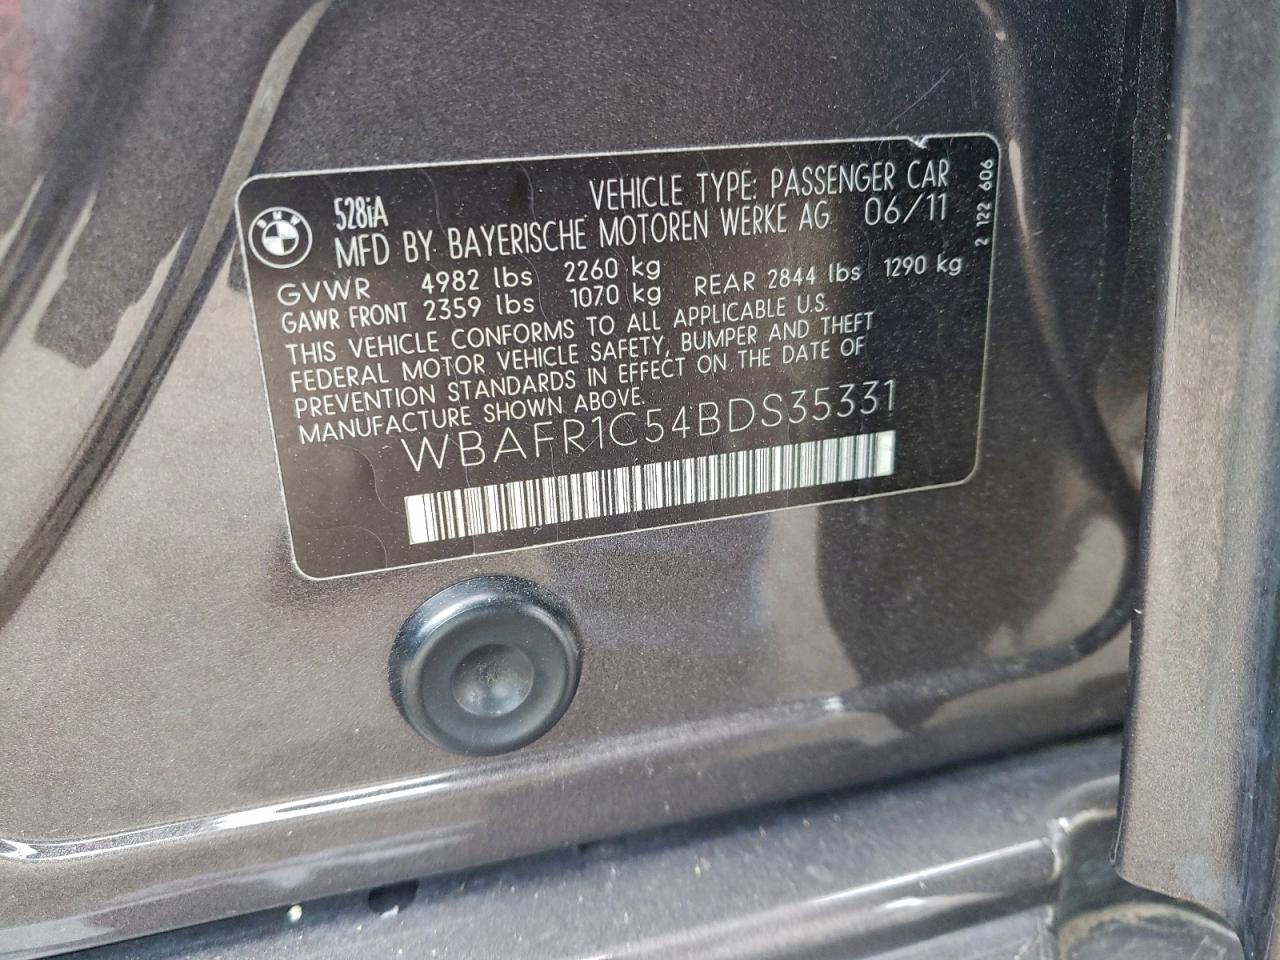 528iA VEHICLE TYPE: PASSENGER CAR
BMW
MFD BY BAYERISCHE MOTOREN WERKE AG 06/11
GVWR 4982 lbs 2260 kg
GAWR FRONT 2359 lbs 1070 kg REAR 2844 lbs 1290 kg
THIS VEHICLE CONFORMS TO ALL APPLICABLE U.S.
FEDERAL MOTOR VEHICLE SAFETY, BUMPER AND THEFT
PREVENTION STANDARDS IN EFFECT ON THE DATE OF
MANUFACTURE SHOWN ABOVE.
WBAFR1C54BDS35331
2 122 606